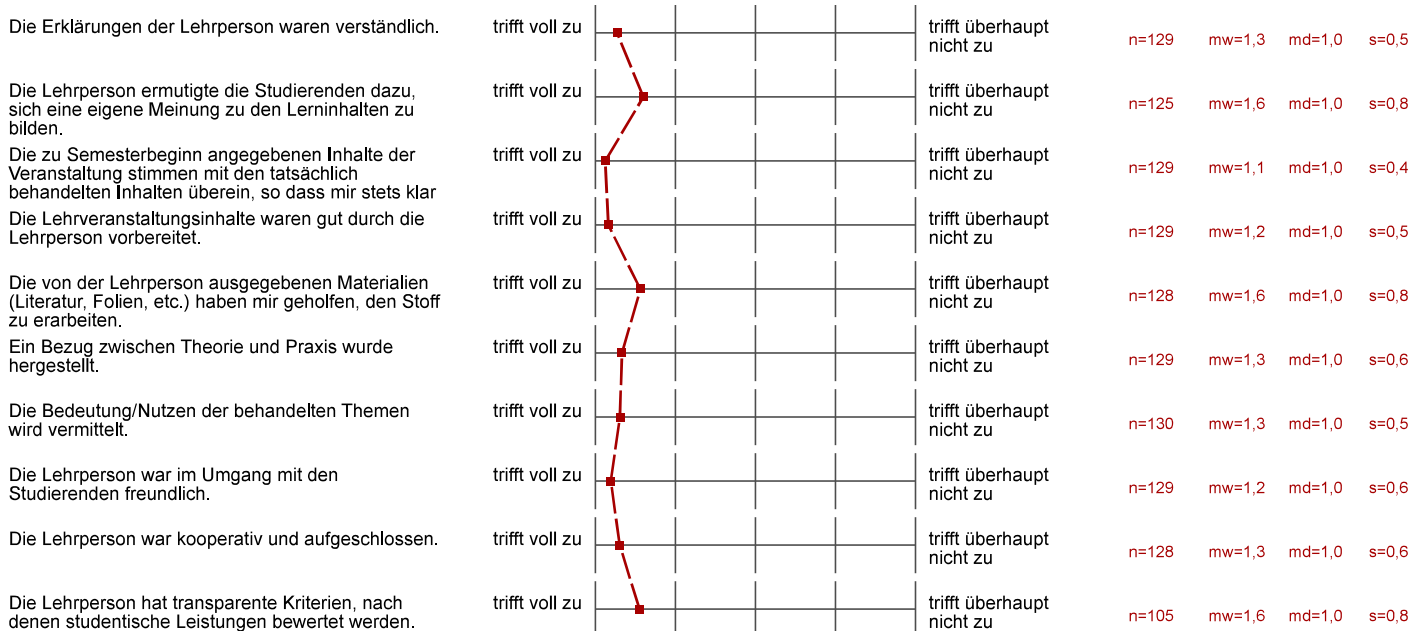 Die Erklärungen der Lehrperson waren verständlich.
trifft voll zu
trifft überhaupt
nicht zu
n=129 mw=1,3 md=1,0 s=0,5
Die Lehrperson ermutigte die Studierenden dazu,
sich eine eigene Meinung zu den Lerninhalten zu
bilden.
trifft voll zu
trifft überhaupt
nicht zu
n=125 mw=1,6 md=1,0 s=0,8
Die zu Semesterbeginn angegebenen Inhalte der
Veranstaltung stimmen mit den tatsächlich
behandelten Inhalten überein, so dass mir stets klar
trifft voll zu
trifft überhaupt
nicht zu
n=129 mw=1,1 md=1,0 s=0,4
Die Lehrveranstaltungsinhalte waren gut durch die
Lehrperson vorbereitet.
trifft voll zu
trifft überhaupt
nicht zu
n=129 mw=1,2 md=1,0 s=0,5
Die von der Lehrperson ausgegebenen Materialien
(Literatur, Folien, etc.) haben mir geholfen, den Stoff
zu erarbeiten.
trifft voll zu
trifft überhaupt
nicht zu
n=128 mw=1,6 md=1,0 s=0,8
Ein Bezug zwischen Theorie und Praxis wurde
hergestellt.
trifft voll zu
trifft überhaupt
nicht zu
n=129 mw=1,3 md=1,0 s=0,6
Die Bedeutung/Nutzen der behandelten Themen
wird vermittelt.
trifft voll zu
trifft überhaupt
nicht zu
n=130 mw=1,3 md=1,0 s=0,5
Die Lehrperson war im Umgang mit den
Studierenden freundlich.
trifft voll zu
trifft überhaupt
nicht zu
n=129 mw=1,2 md=1,0 s=0,6
Die Lehrperson war kooperativ und aufgeschlossen.
trifft voll zu
trifft überhaupt
nicht zu
n=128 mw=1,3 md=1,0 s=0,6
Die Lehrperson hat transparente Kriterien, nach
denen studentische Leistungen bewertet werden.
trifft voll zu
trifft überhaupt
nicht zu
n=105 mw=1,6 md=1,0 s=0,8